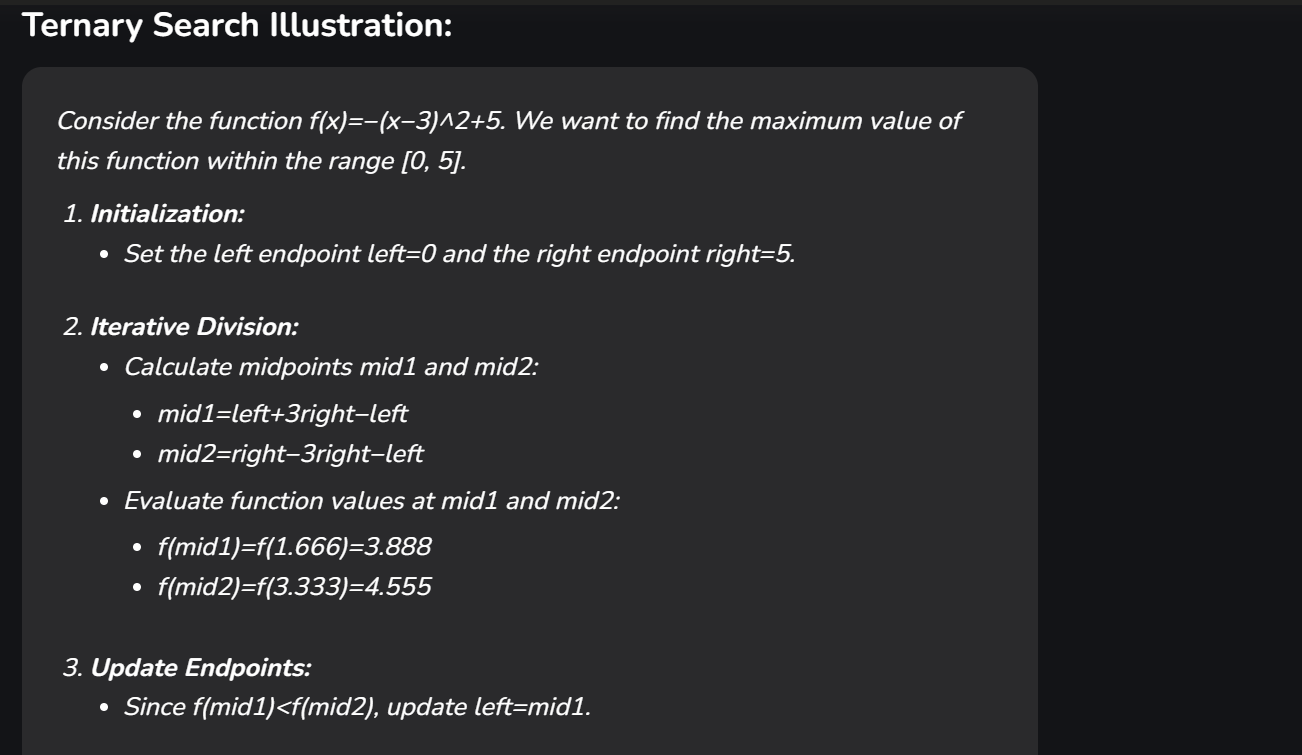 Ternary Search Illustration:
Consider the function f(x)=−(x−3)^2+5. We want to find the maximum value of
this function within the range [0, 5].
1. Initialization:
• Set the left endpoint left=0 and the right endpoint right=5.
2. Iterative Division:
• Calculate midpoints mid1 and mid2:
• mid1=left+3right−left
• mid2=right−3right−left
• Evaluate function values at mid1 and mid2:
• f(mid1)=f(1.666)=3.888
• f(mid2)=f(3.333)=4.555
3. Update Endpoints:
• Since f(mid1)<f(mid2), update left=mid1.